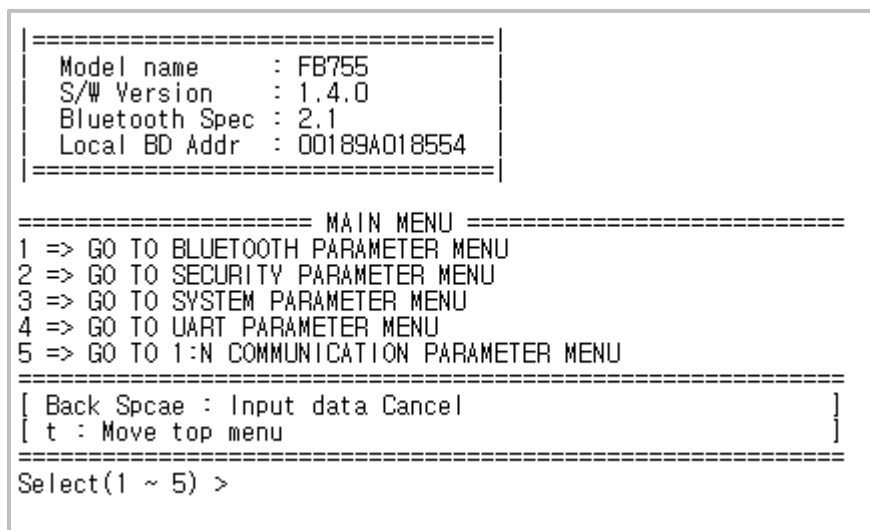 |=================================|
|  Model name     : FB755         |
|  S/₩ Version    : 1.4.0         |
|  Bluetooth Spec : 2.1           |
|  Local BD Addr  : 00189A018554  |
|=================================|
===================== MAIN MENU ===========================
1 => GO TO BLUETOOTH PARAMETER MENU
2 => GO TO SECURITY PARAMETER MENU
3 => GO TO SYSTEM PARAMETER MENU
4 => GO TO UART PARAMETER MENU
5 => GO TO 1:N COMMUNICATION PARAMETER MENU
===========================================================
[ Back Spcae : Input data Cancel                          ]
[ t : Move top menu                                       ]
===========================================================
Select(1 ~ 5) >